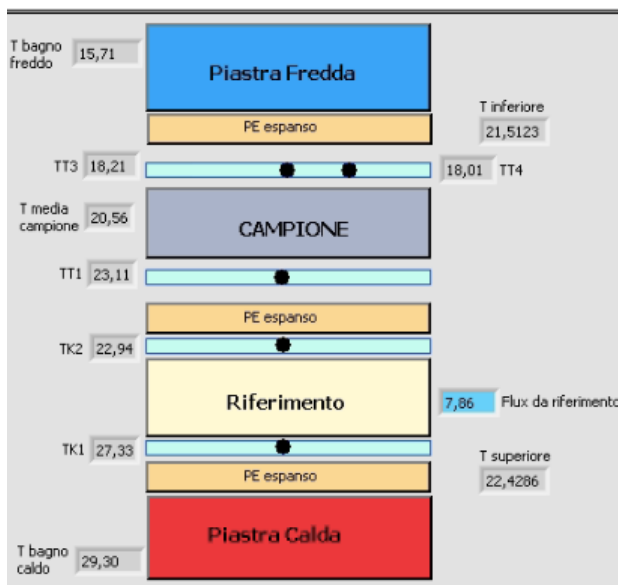 T bagno
freddo
15,71
Piastra Fredda
T inferiore
PE espanso
21,5123
TT3
18,21
18,01
TT4
T media
campione
20,56
CAMPIONE
TT1
23,11
PE espanso
TK2
22,94
Riferimento
7,86
Flux da riferimento
TK1
27,33
T superiore
PE espanso
22,4286
Piastra Calda
T bagno
caldo
29,30